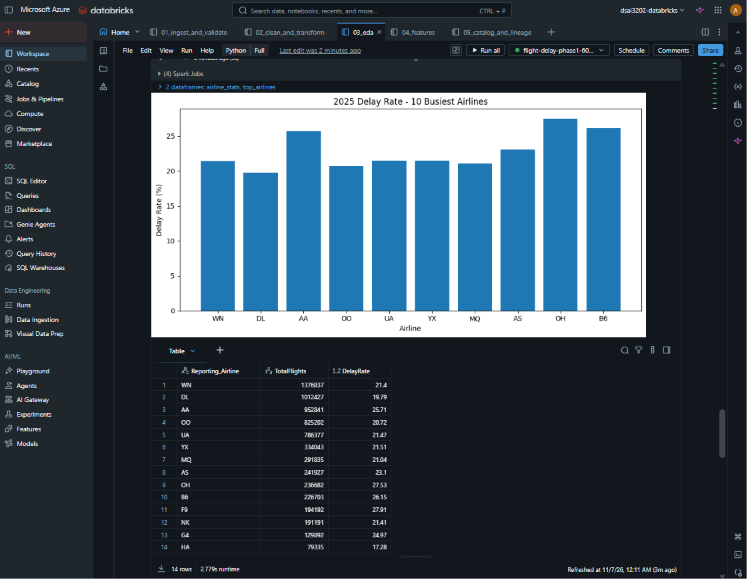 Microsoft Azure databricks Search data, notebooks, recents, and more... CTRL + P dsai3202-databricks A
New
Home 01_ingest_and_validate 02_clean_and_transform 03_eda 04_features 05_catalog_and_lineage
File Edit View Run Help Python Full Last edit was 2 minutes ago Run all flight-delay-phase1-60... Schedule Comments Share
Workspace
Recents
Catalog
Jobs & Pipelines
Compute
Discover
Marketplace
SQL
SQL Editor
Queries
Dashboards
Genie Agents
Alerts
Query History
SQL Warehouses
Data Engineering
Runs
Data Ingestion
Visual Data Prep
AI/ML
Playground
Agents
AI Gateway
Experiments
Features
Models
(4) Spark Jobs
2 dataframes: airline_stats, top_airlines
2025 Delay Rate - 10 Busiest Airlines
Delay Rate (%)
25
20
15
10
5
0
WN DL AA OO UA YX MQ AS OH B6
Airline
Table
Reporting_Airline TotalFlights 1.2 DelayRate
1 WN 1376837 21.4
2 DL 1012427 19.79
3 AA 952841 25.71
4 OO 825202 20.72
5 UA 786377 21.47
6 YX 334043 21.51
7 MQ 291835 21.04
8 AS 241927 23.1
9 OH 236682 27.53
10 B6 226703 26.15
11 F9 194192 27.91
12 NK 191191 21.41
13 G4 129892 24.97
14 HA 79335 17.28
14 rows 2.779s runtime Refreshed at 11/7/26, 12:11 AM (3m ago)